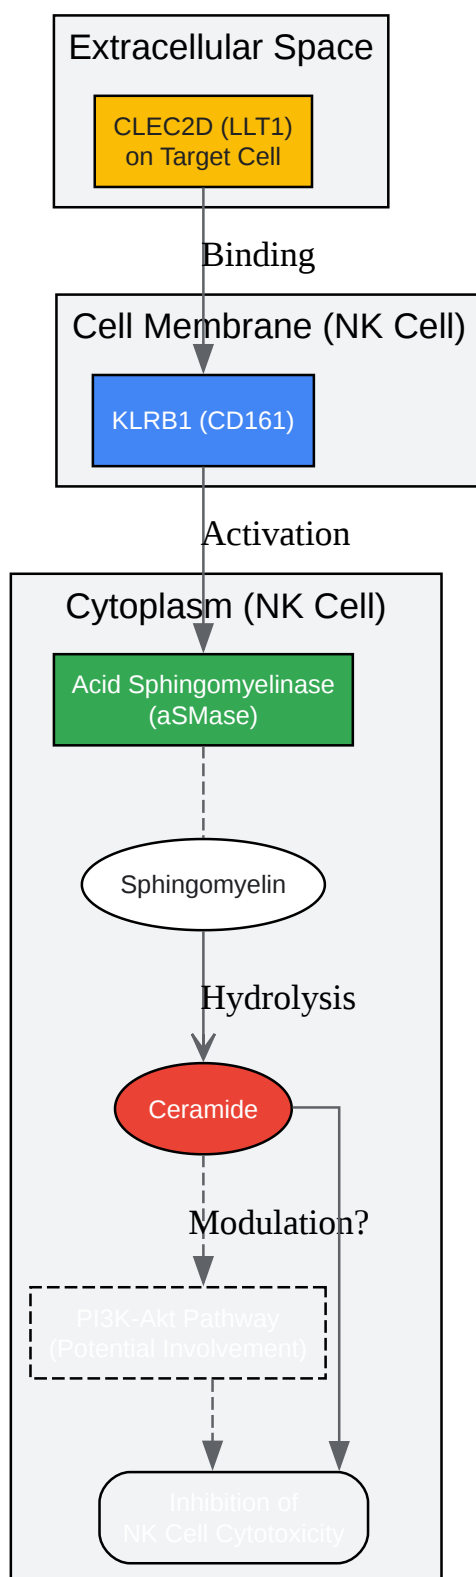 Extracellular Space
CLEC2D (LLT1)
on Target Cell
Binding
Cell Membrane (NK Cell)
KLRB1 (CD161)
Activation
Cytoplasm (NK Cell)
Acid Sphingomyelinase
(aSMase)
Sphingomyelin
Hydrolysis
Ceramide
Modulation?
PI3K-Akt Pathway
(Potential Involvement)
Inhibition of
NK Cell Cytotoxicity